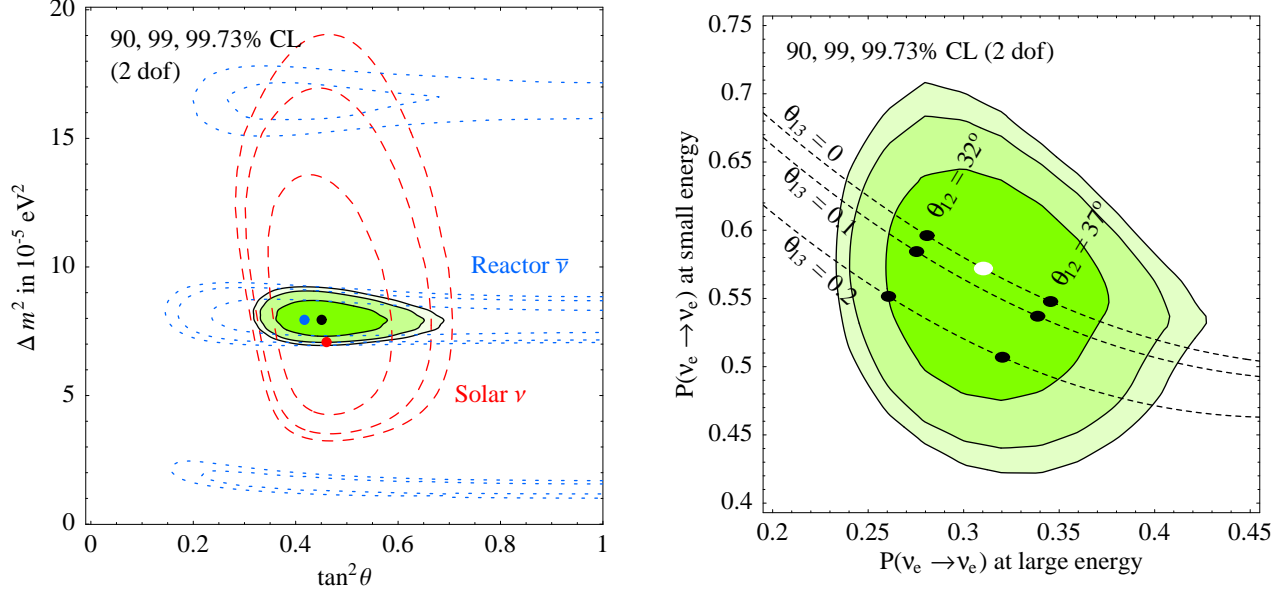 20
15
10
5
0
Δ m² in 10⁻⁵ eV²
90, 99, 99.73% CL
(2 dof)
Reactor ν̅
Solar ν
0 0.2 0.4 0.6 0.8 1
tan²θ
0.7
0.65
0.6
0.55
0.5
0.45
0.4
P(νₑ →νₑ) at small energy
90, 99, 99.73% CL (2 dof)
θ₁₃ = 0
θ₁₃ = 0.1
θ₁₃ = 0.2
θ₁₂ = 32°
θ₁₂ = 37°
0.2 0.25 0.3 0.35 0.4 0.45
P(νₑ →νₑ) at large energy